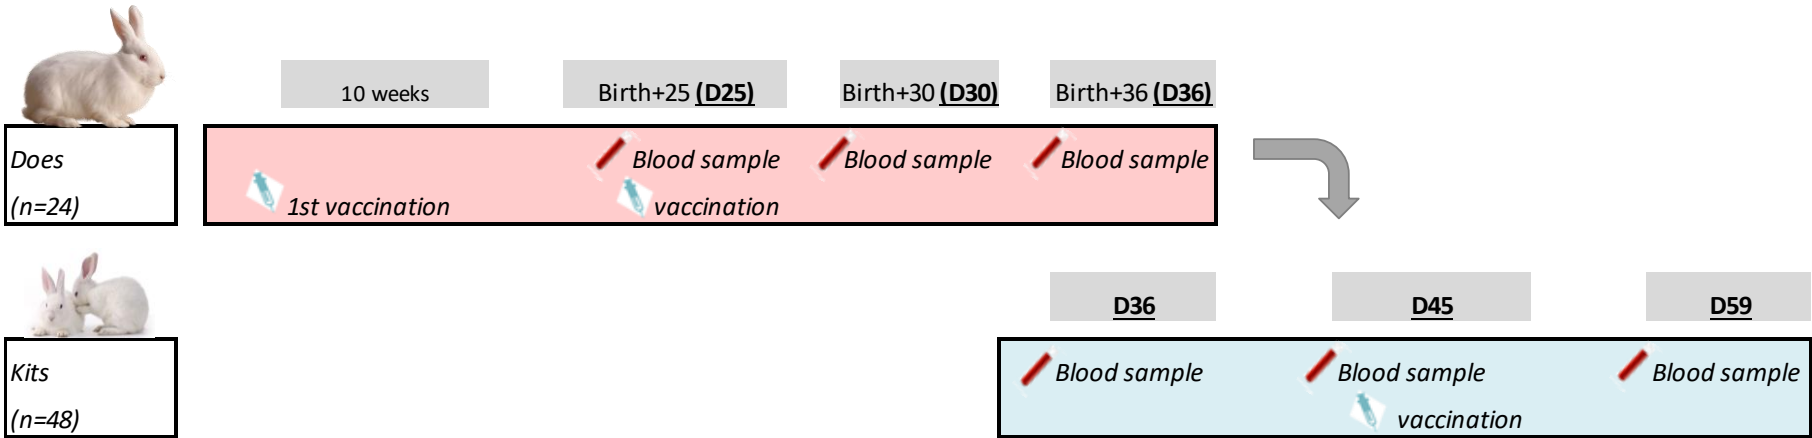 10 weeks
Birth+25 (D25)
Birth+30 (D30)
Birth+36 (D36)
Does
(n=24)
Blood sample
Blood sample
Blood sample
1st vaccination
vaccination
D36
D45
D59
Kits
(n=48)
Blood sample
Blood sample
Blood sample
vaccination